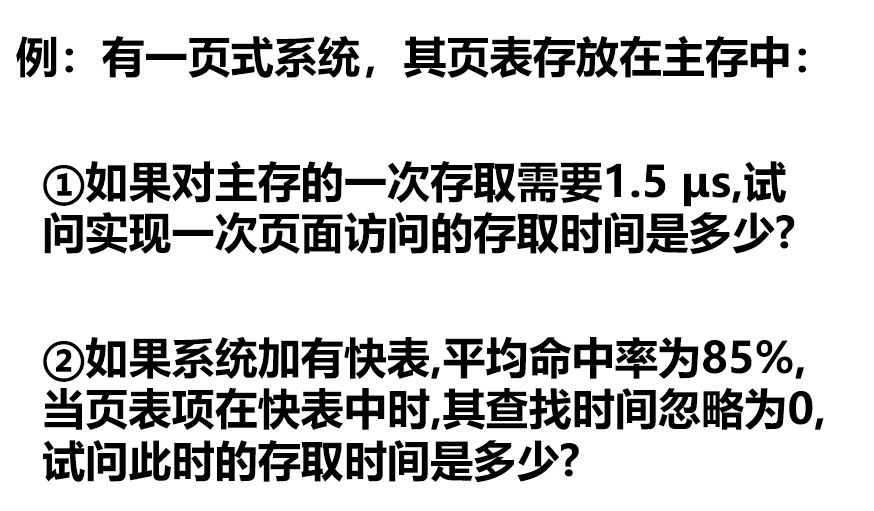 例：有一页式系统，其页表存放在主存中：
①如果对主存的一次存取需要1.5 μs,试
问实现一次页面访问的存取时间是多少?
②如果系统加有快表,平均命中率为85%,
当页表项在快表中时,其查找时间忽略为0,
试问此时的存取时间是多少?